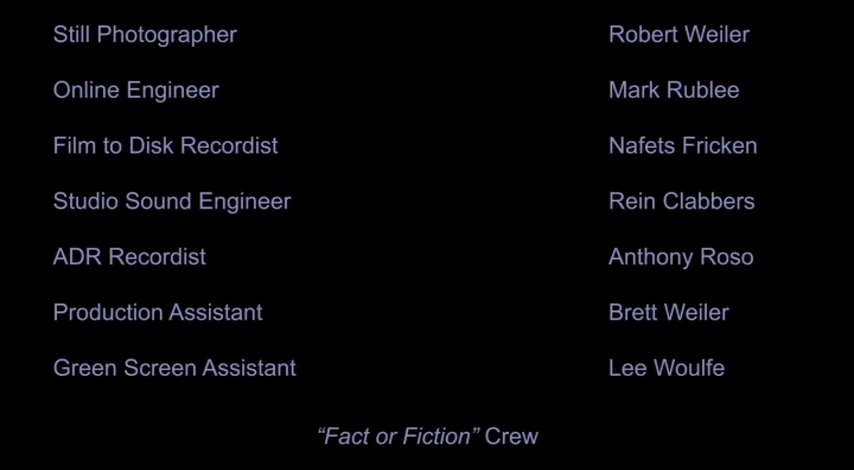 Still Photographer Robert Weiler
Online Engineer Mark Rublee
Film to Disk Recordist Nafets Fricken
Studio Sound Engineer Rein Clabbers
ADR Recordist Anthony Roso
Production Assistant Brett Weiler
Green Screen Assistant Lee Woulfe
“Fact or Fiction” Crew